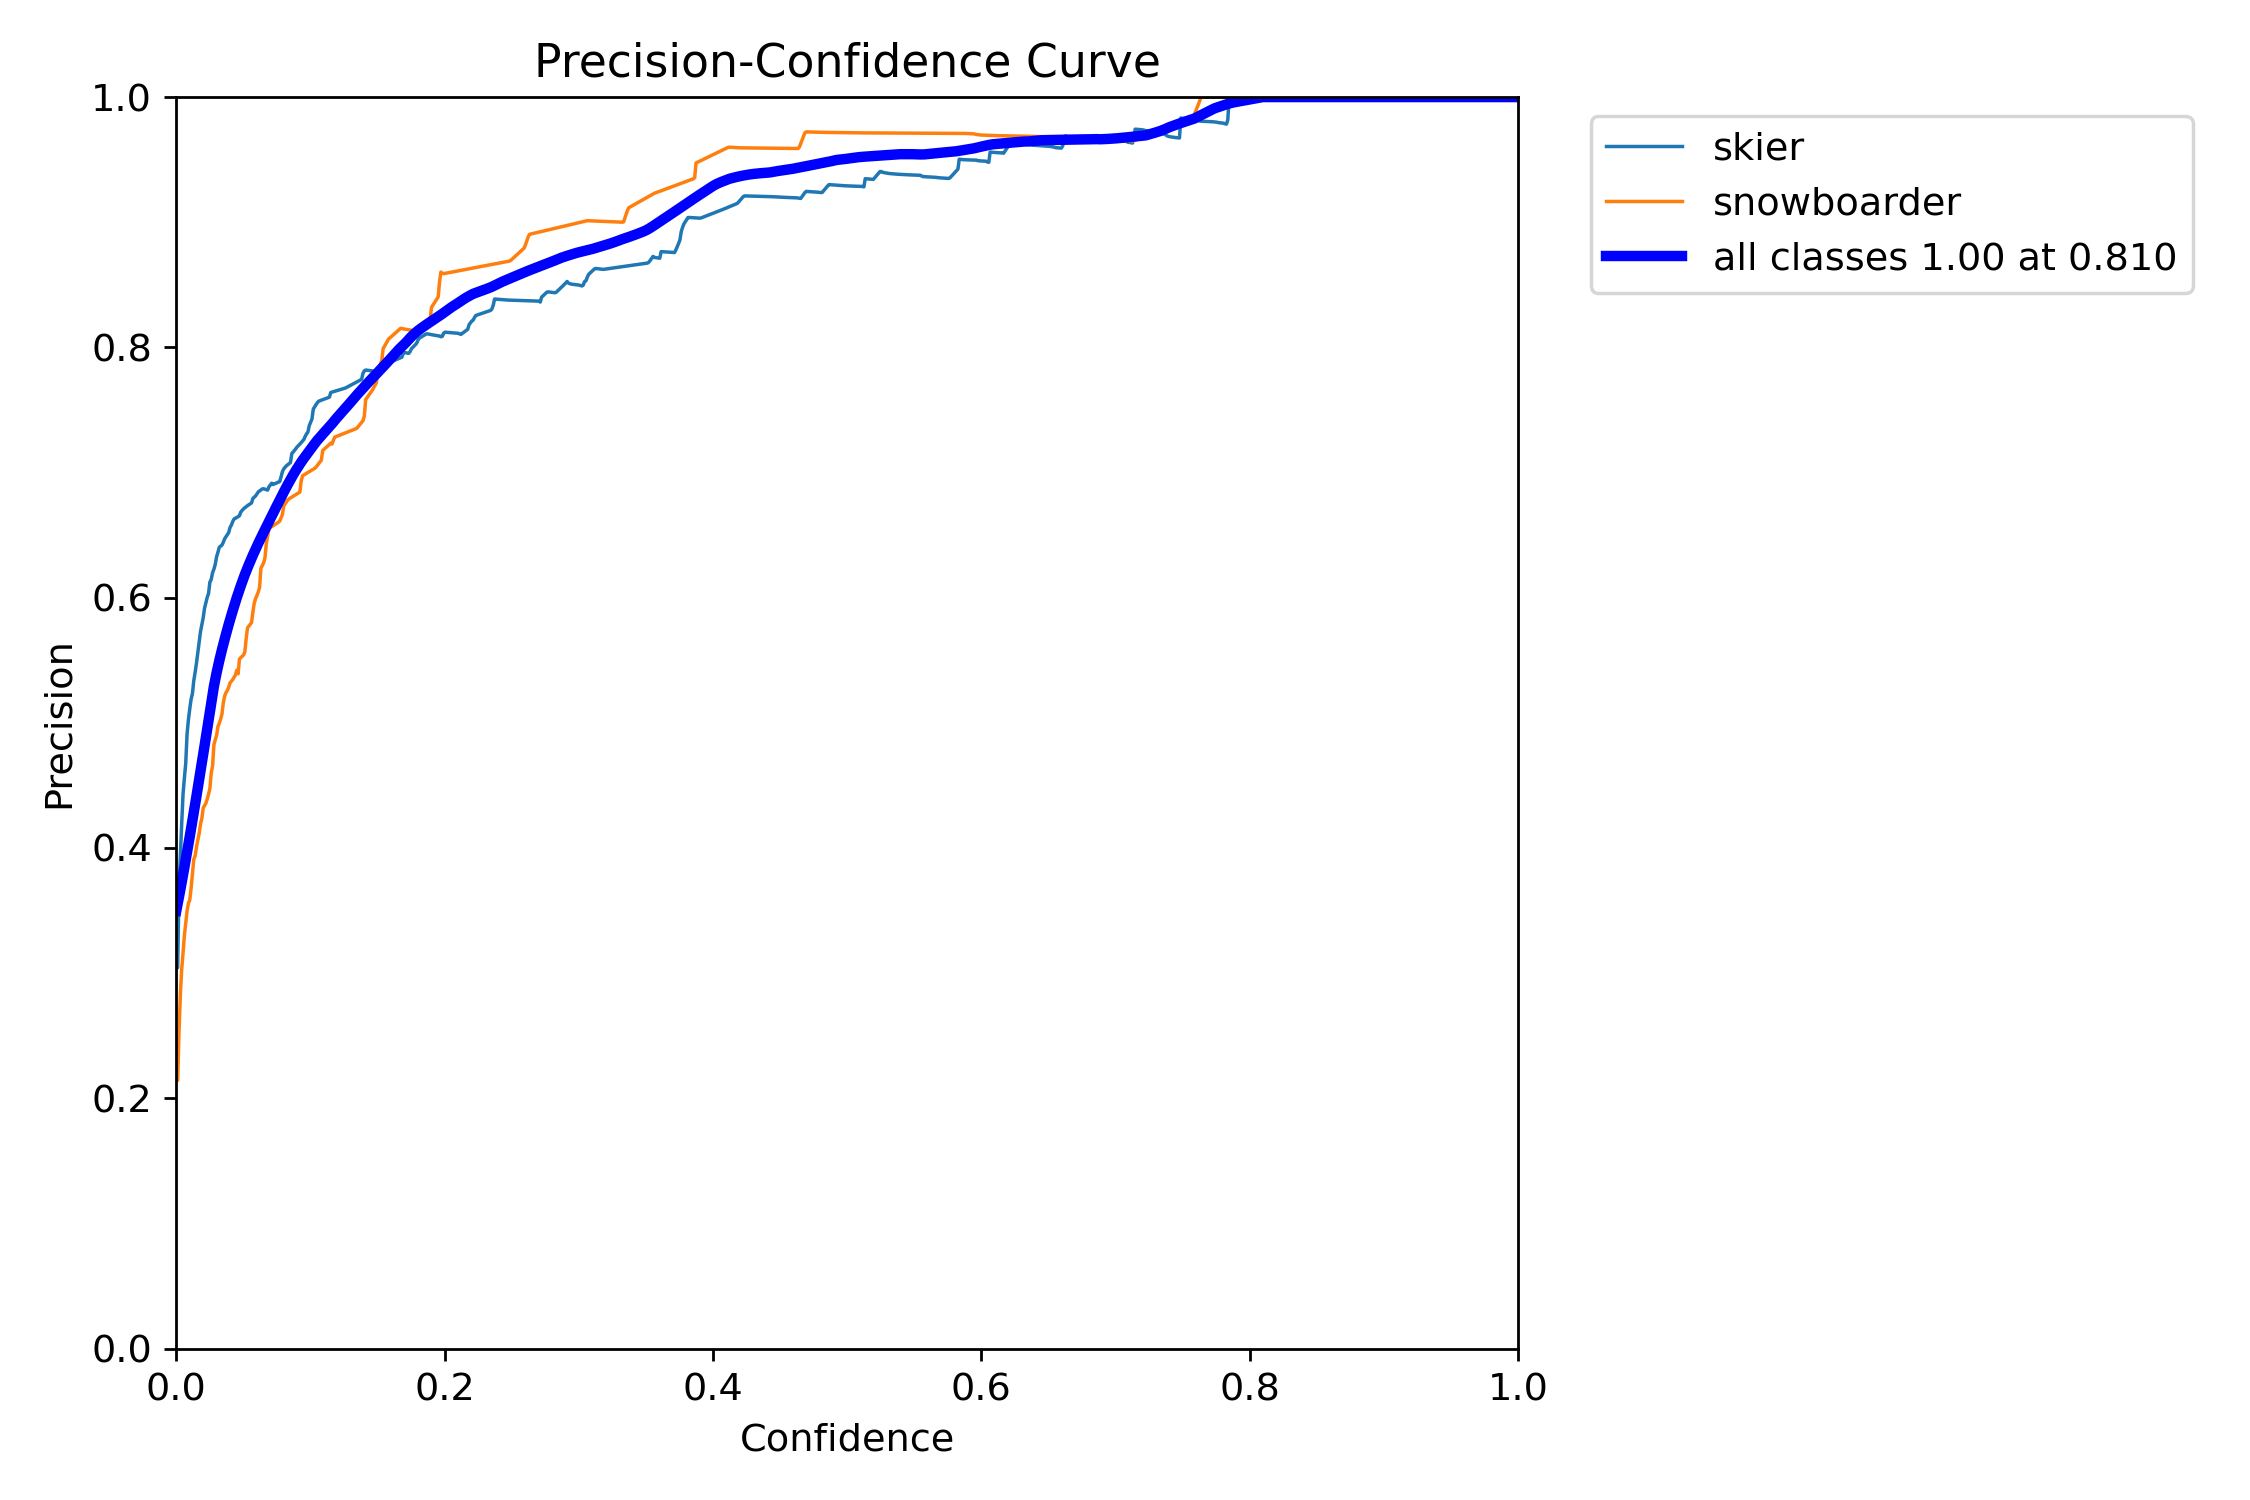 Precision-Confidence Curve
1.0
0.8
0.6
0.4
0.2
0.0
Precision
0.0 0.2 0.4 0.6 0.8 1.0
Confidence
skier
snowboarder
all classes 1.00 at 0.810